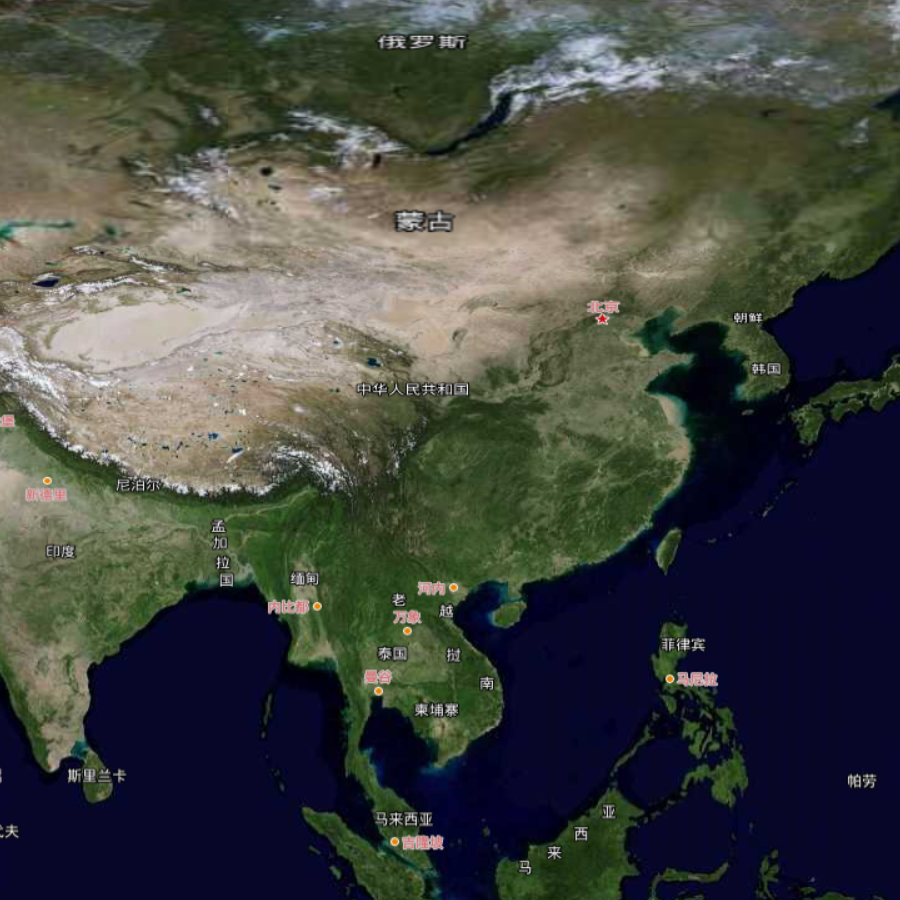 俄罗斯
蒙古
北京
朝鲜
韩国
中华人民共和国
堡
新德里
尼泊尔
孟加拉国
印度
缅甸
内比都
河内
老
万象
越南
泰国
曼谷
柬埔寨
菲律宾
马尼拉
斯里兰卡
帕劳
马来西亚
吉隆坡
马来西亚
夫